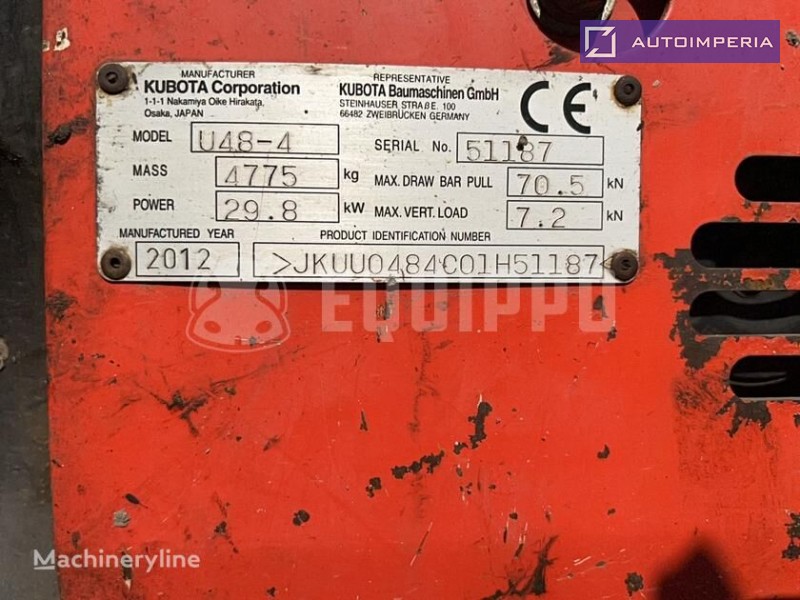 AUTOIMPERIA
MANUFACTURER
KUBOTA Corporation
1-1-1 Nakamiya Oike Hirakata,
Osaka, JAPAN
REPRESENTATIVE
KUBOTA Baumaschinen GmbH
STEINHAUSER STRAßE. 100
66482 ZWEIBRÜCKEN GERMANY
CE
MODEL U48-4
SERIAL No. 51187
MASS 4775 kg
MAX. DRAW BAR PULL 70.5 kN
POWER 29.8 kW
MAX. VERT. LOAD 7.2 kN
MANUFACTURED YEAR
2012
PRODUCT IDENTIFICATION NUMBER
>JKUU0484C01H51187<
EQUIPPO
Machineryline